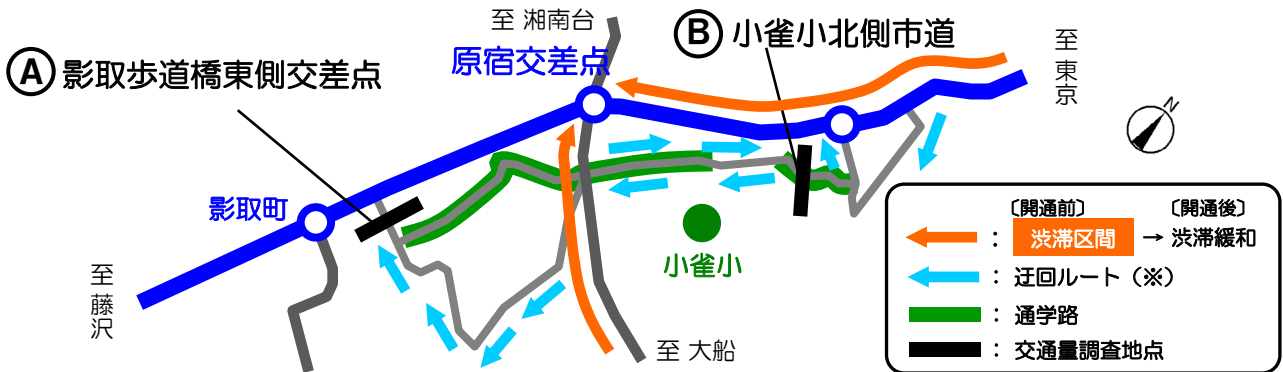 至 湘南台
原宿交差点
Ⓑ 小雀小北側市道
至 東京
N
Ⓐ 影取歩道橋東側交差点
影取町
至 藤沢
小雀小
至 大船
〔開通前〕 〔開通後〕
： 渋滞区間 → 渋滞緩和
： 迂回ルート（※）
： 通学路
： 交通量調査地点